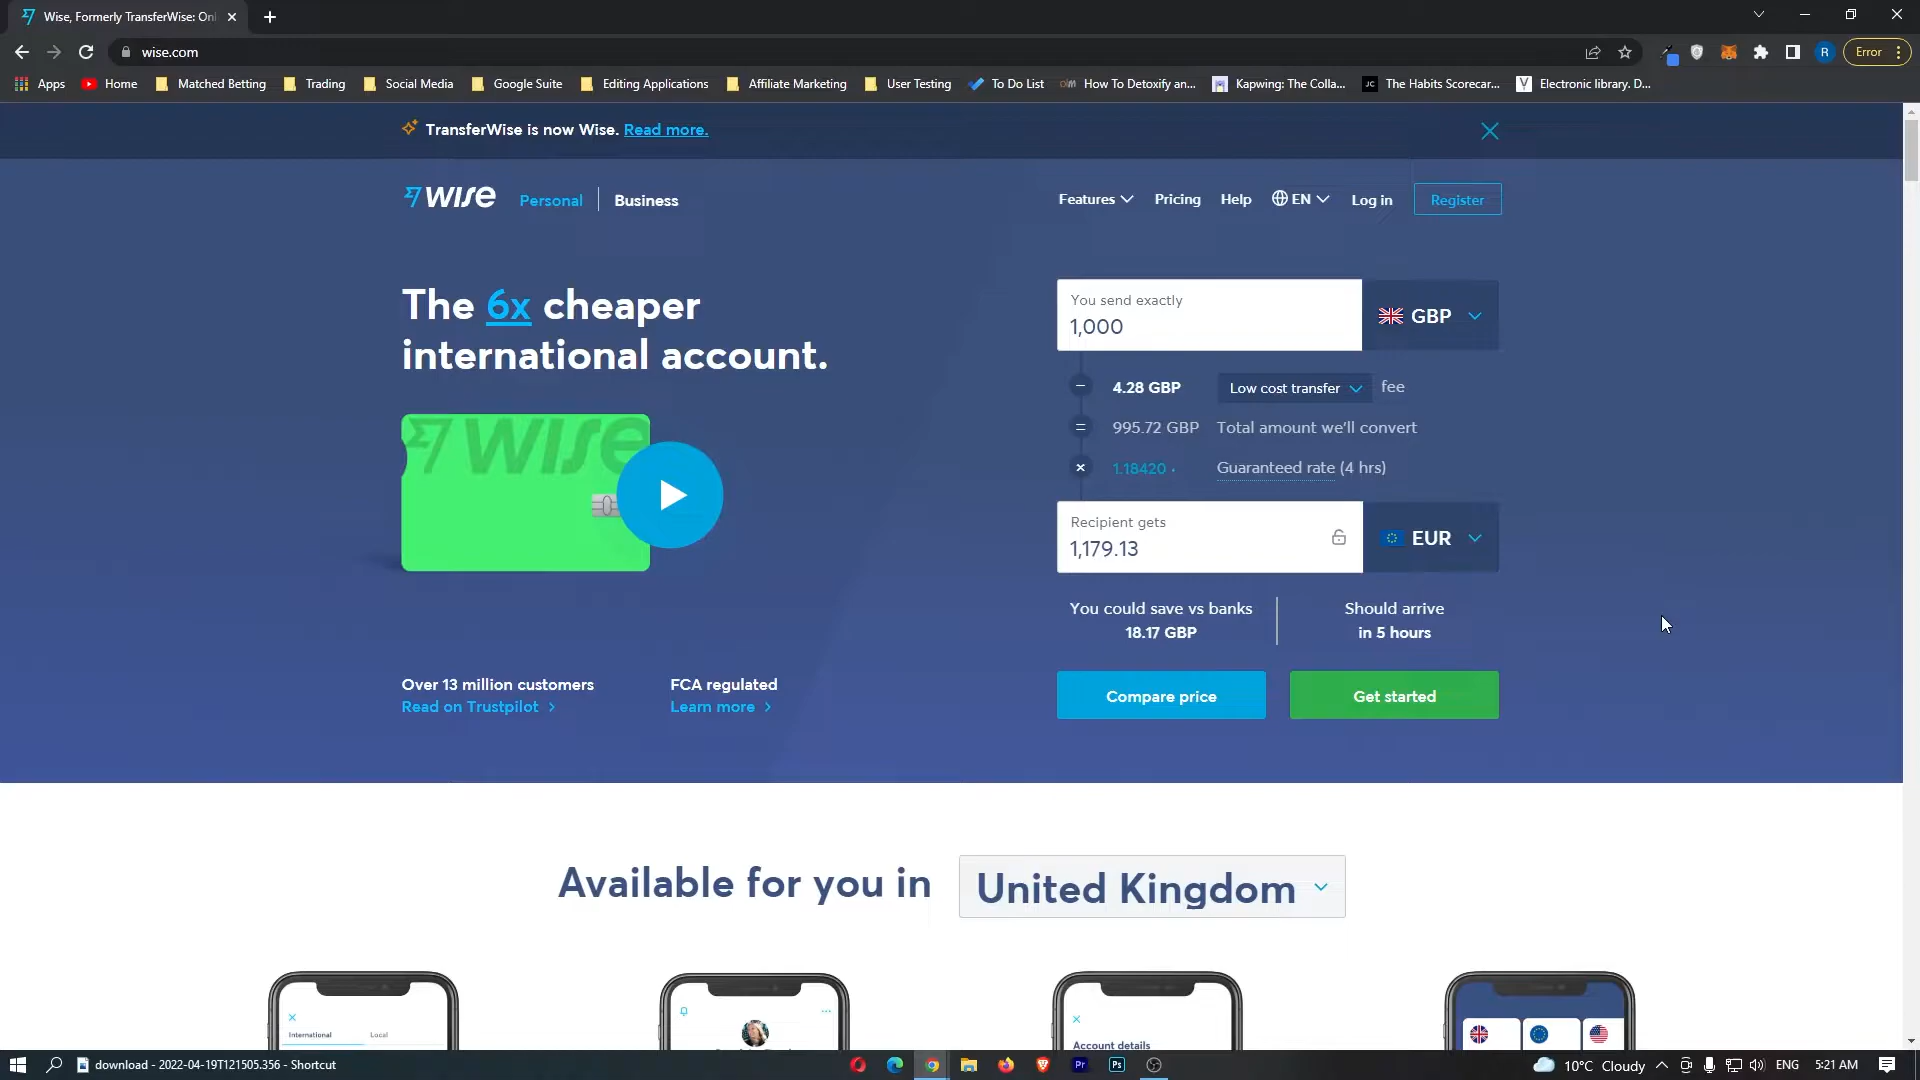 Wise, Formerly TransferWise: Onl
wise.com
R
Error
Apps
Home
Matched Betting
Trading
Social Media
Google Suite
Editing Applications
Affiliate Marketing
User Testing
To Do List
How To Detoxify an...
Kapwing: The Colla...
The Habits Scorecar...
Electronic library. D...
TransferWise is now Wise. Read more.
WISE
Personal
Business
Features
Pricing
Help
EN
Log in
Register
The 6x cheaper
international account.
WISE
Over 13 million customers
Read on Trustpilot
FCA regulated
Learn more
You send exactly
1,000
GBP
4.28 GBP
Low cost transfer
fee
995.72 GBP
Total amount we'll convert
1.18420
Guaranteed rate (4 hrs)
Recipient gets
1,179.13
EUR
You could save vs banks
18.17 GBP
Should arrive
in 5 hours
Compare price
Get started
Available for you in
United Kingdom
International
Local
Account details
download - 2022-04-19T121505.356 - Shortcut
Pr
Ps
10°C Cloudy
ENG
5:21 AM